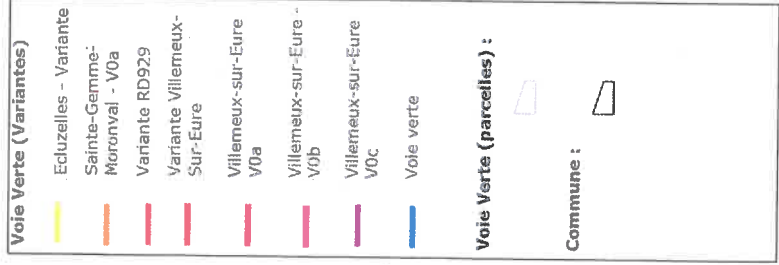 Voie Verte (Variantes)
Ecluzelles - Variante
Sainte-Gemme-
Moronval - V0a
Variante RD929
Variante Villemeux-
Sur-Eure
Villemeux-sur-Eure
V0a
Villemeux-sur-Eure -
V0b
Villemeux-sur-Eure
V0c
Voie verte
Voie Verte (parcelles) :
Commune :